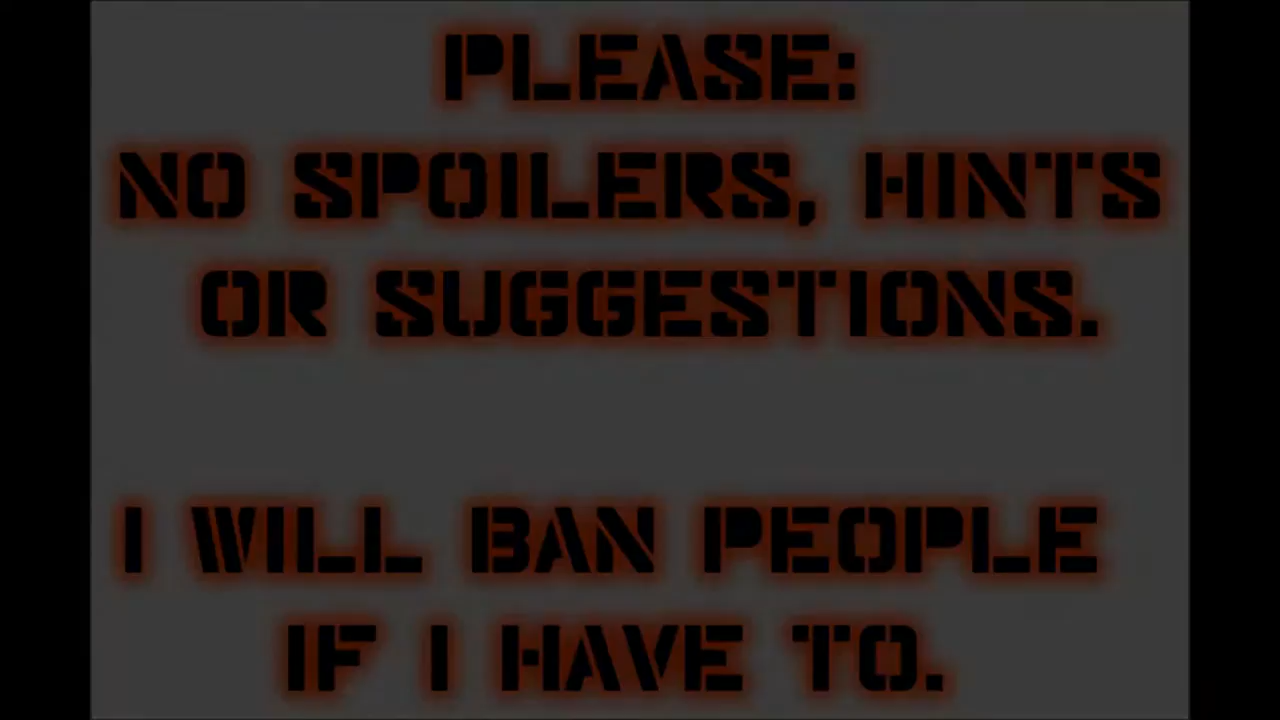 PLEASE:
NO SPOILERS, HINTS
OR SUGGESTIONS.
I WILL BAN PEOPLE
IF I HAVE TO.